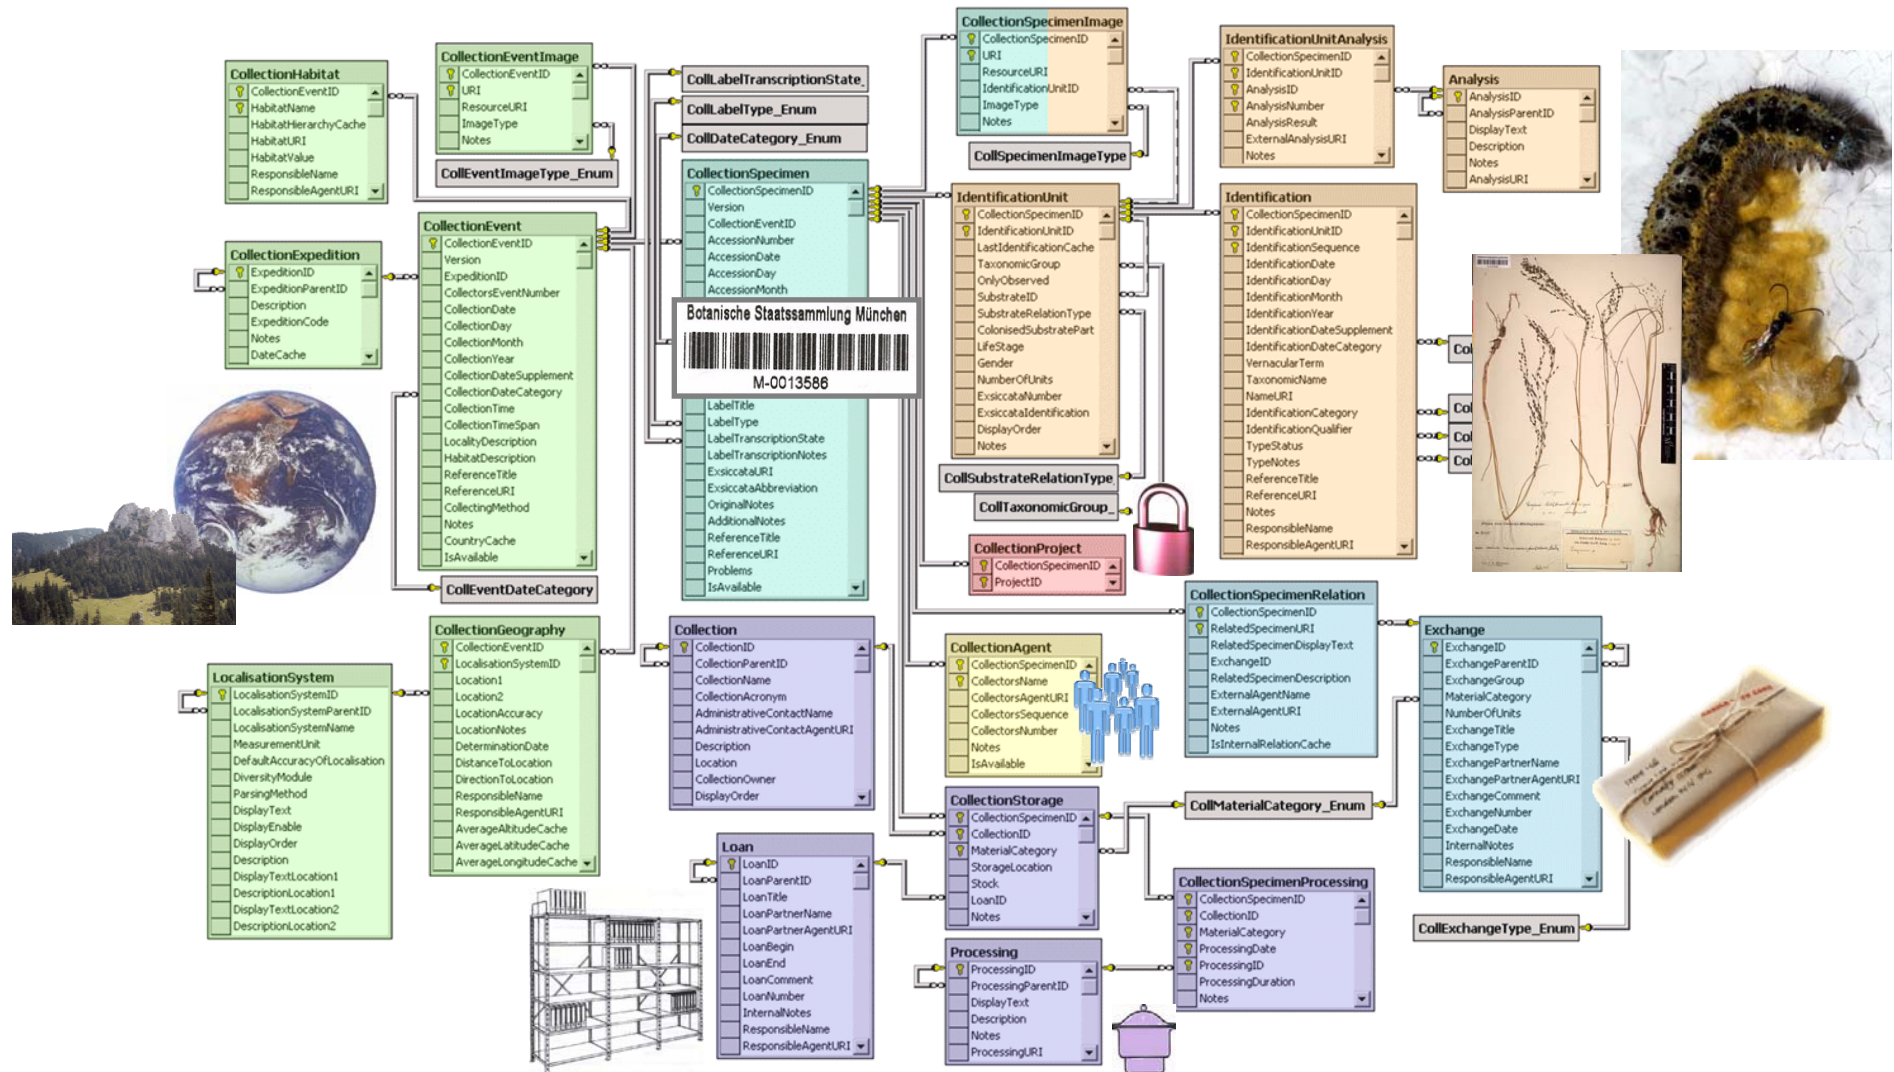 CollectionHabitat
CollectionEventID
HabitatName
HabitatHierarchyCache
HabitatURI
HabitatValue
ResponsibleName
ResponsibleAgentURI
CollectionEventImage
CollectionEventID
URI
ResourceURI
ImageType
Notes
CollEventImageType_Enum
CollectionExpedition
ExpeditionID
ExpeditionParentID
Description
ExpeditionCode
Notes
DateCache
CollectionEvent
CollectionEventID
Version
ExpeditionID
CollectorsEventNumber
CollectionDate
CollectionDay
CollectionMonth
CollectionYear
CollectionDateSupplement
CollectionDateCategory
CollectionTime
CollectionTimeSpan
LocalityDescription
HabitatDescription
ReferenceTitle
ReferenceURI
CollectingMethod
Notes
CountryCache
IsAvailable
CollEventDateCategory
CollectionGeography
CollectionEventID
LocalisationSystemID
Location1
Location2
LocationAccuracy
LocationNotes
DeterminationDate
DistanceToLocation
DirectionToLocation
ResponsibleName
ResponsibleAgentURI
AverageAltitudeCache
AverageLatitudeCache
AverageLongitudeCache
LocalisationSystem
LocalisationSystemID
LocalisationSystemParentID
LocalisationSystemName
MeasurementUnit
DefaultAccuracyOfLocalisation
DiversityModule
ParsingMethod
DisplayText
DisplayEnable
DisplayOrder
Description
DisplayTextLocation1
DescriptionLocation1
DisplayTextLocation2
DescriptionLocation2
CollLabelTranscriptionState_
CollLabelType_Enum
CollDateCategory_Enum
CollectionSpecimen
CollectionSpecimenID
Version
CollectionEventID
AccessionNumber
AccessionDate
AccessionDay
AccessionMonth
Botanische Staatssammlung München
M-0013586
LabelTitle
LabelType
LabelTranscriptionState
LabelTranscriptionNotes
ExsiccataURI
ExsiccataAbbreviation
OriginalNotes
AdditionalNotes
ReferenceTitle
ReferenceURI
Problems
IsAvailable
Collection
CollectionID
CollectionParentID
CollectionName
CollectionAcronym
AdministrativeContactName
AdministrativeContactAgentURI
Description
Location
CollectionOwner
DisplayOrder
Loan
LoanID
LoanParentID
LoanTitle
LoanPartnerName
LoanPartnerAgentURI
LoanBegin
LoanEnd
LoanComment
LoanNumber
InternalNotes
ResponsibleName
ResponsibleAgentURI
CollectionSpecimenImage
CollectionSpecimenID
URI
ResourceURI
IdentificationUnitID
ImageType
Notes
CollSpecimenImageType
IdentificationUnit
CollectionSpecimenID
IdentificationUnitID
LastIdentificationCache
TaxonomicGroup
OnlyObserved
SubstrateID
SubstrateRelationType
ColonisedSubstratePart
LifeStage
Gender
NumberOfUnits
ExsiccataNumber
ExsiccataIdentification
DisplayOrder
Notes
CollSubstrateRelationType_
CollTaxonomicGroup_
CollectionProject
CollectionSpecimenID
ProjectID
CollectionAgent
CollectionSpecimenID
CollectorsName
CollectorsAgentURI
CollectorsSequence
CollectorsNumber
Notes
IsAvailable
CollectionStorage
CollectionSpecimenID
CollectionID
MaterialCategory
StorageLocation
Stock
LoanID
Notes
Processing
ProcessingID
ProcessingParentID
DisplayText
Description
Notes
ProcessingURI
IdentificationUnitAnalysis
CollectionSpecimenID
IdentificationUnitID
AnalysisID
AnalysisNumber
AnalysisResult
ExternalAnalysisURI
Notes
Analysis
AnalysisID
AnalysisParentID
DisplayText
Description
Notes
AnalysisURI
Identification
CollectionSpecimenID
IdentificationUnitID
IdentificationSequence
IdentificationDate
IdentificationDay
IdentificationMonth
IdentificationYear
IdentificationDateSupplement
IdentificationDateCategory
VernacularTerm
TaxonomicName
NameURI
IdentificationCategory
IdentificationQualifier
TypeStatus
TypeNotes
ReferenceTitle
ReferenceURI
Notes
ResponsibleName
ResponsibleAgentURI
CollectionSpecimenRelation
CollectionSpecimenID
RelatedSpecimenURI
RelatedSpecimenDisplayText
ExchangeID
RelatedSpecimenDescription
ExternalAgentName
ExternalAgentURI
Notes
IsInternalRelationCache
CollMaterialCategory_Enum
CollectionSpecimenProcessing
CollectionSpecimenID
CollectionID
MaterialCategory
ProcessingDate
ProcessingID
ProcessingDuration
Notes
Exchange
ExchangeID
ExchangeParentID
ExchangeGroup
MaterialCategory
NumberOfUnits
ExchangeTitle
ExchangeType
ExchangePartnerName
ExchangePartnerAgentURI
ExchangeComment
ExchangeNumber
ExchangeDate
InternalNotes
ResponsibleName
ResponsibleAgentURI
CollExchangeType_Enum